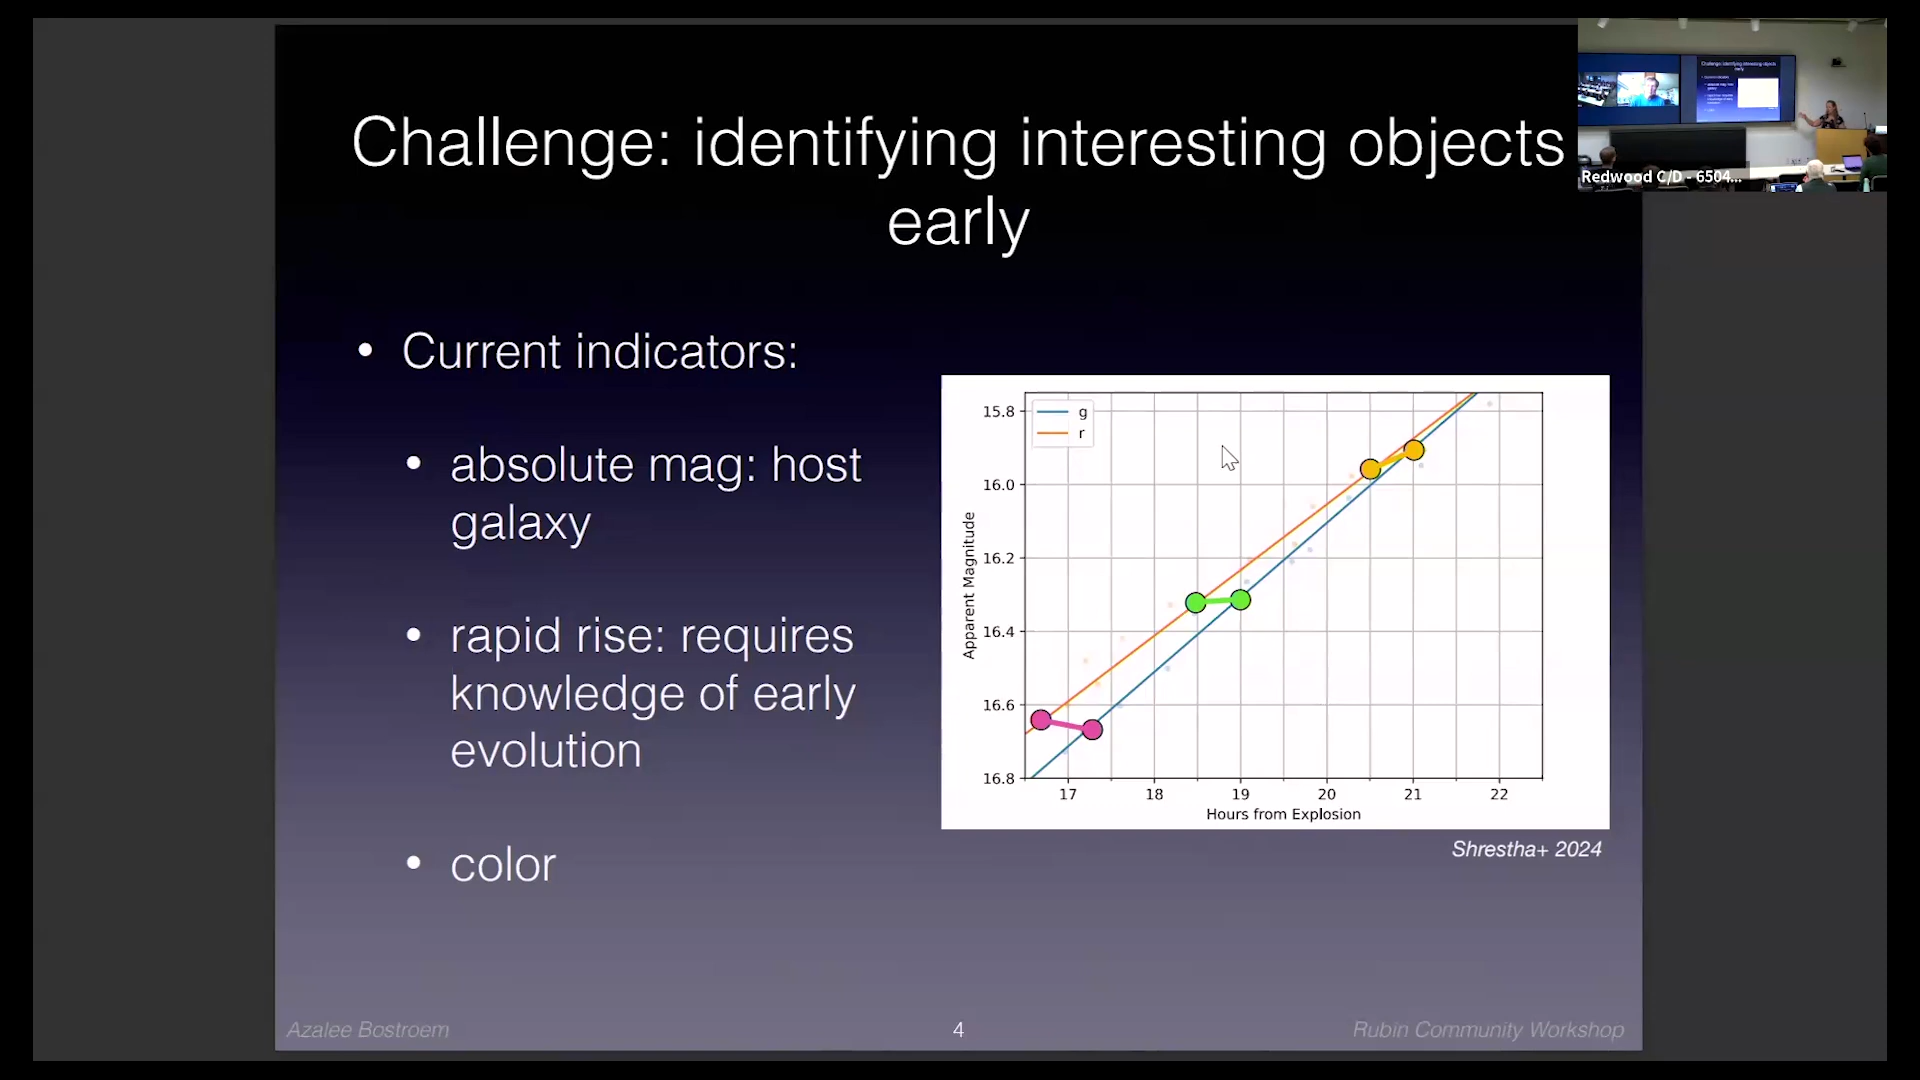 Challenge: identifying interesting objects
early
Redwood C/D - 6504...
• Current indicators:
• absolute mag: host
galaxy
• rapid rise: requires
knowledge of early
evolution
• color
g
r
15.8
16.0
16.2
16.4
16.6
16.8
Apparent Magnitude
17 18 19 20 21 22
Hours from Explosion
Shrestha+ 2024
Azalee Bostroem 4 Rubin Community Workshop